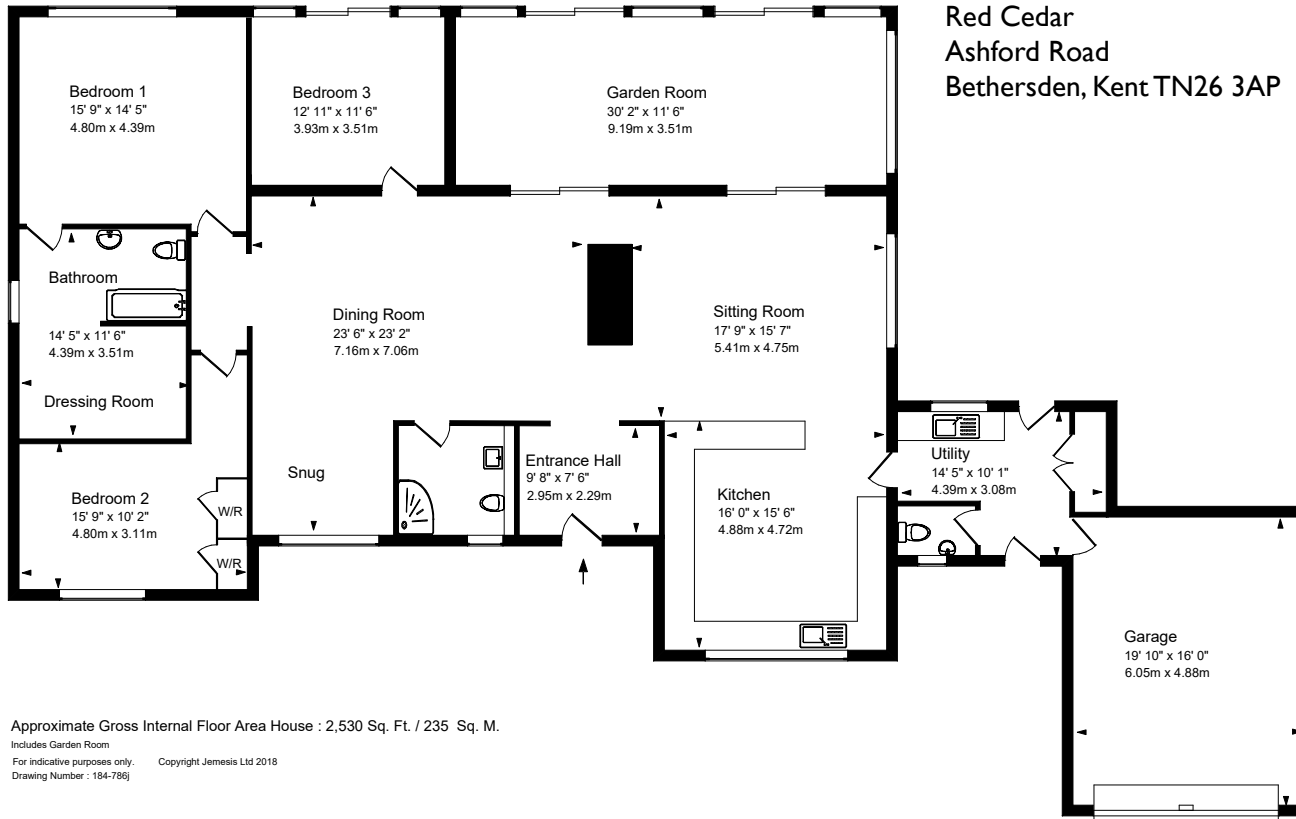 Red Cedar
Ashford Road
Bethersden, Kent TN26 3AP
Bedroom 1
15' 9" x 14' 5"
4.80m x 4.39m
Bedroom 3
12' 11" x 11' 6"
3.93m x 3.51m
Garden Room
30' 2" x 11' 6"
9.19m x 3.51m
Bathroom
14' 5" x 11' 6"
4.39m x 3.51m
Dressing Room
Dining Room
23' 6" x 23' 2"
7.16m x 7.06m
Sitting Room
17' 9" x 15' 7"
5.41m x 4.75m
Snug
Entrance Hall
9' 8" x 7' 6"
2.95m x 2.29m
Kitchen
16' 0" x 15' 6"
4.88m x 4.72m
Utility
14' 5" x 10' 1"
4.39m x 3.08m
Bedroom 2
15' 9" x 10' 2"
4.80m x 3.11m
W/R
W/R
Garage
19' 10" x 16' 0"
6.05m x 4.88m
Approximate Gross Internal Floor Area House : 2,530 Sq. Ft. / 235 Sq. M.
Includes Garden Room
For indicative purposes only. Copyright Jemesis Ltd 2018
Drawing Number : 184-786j